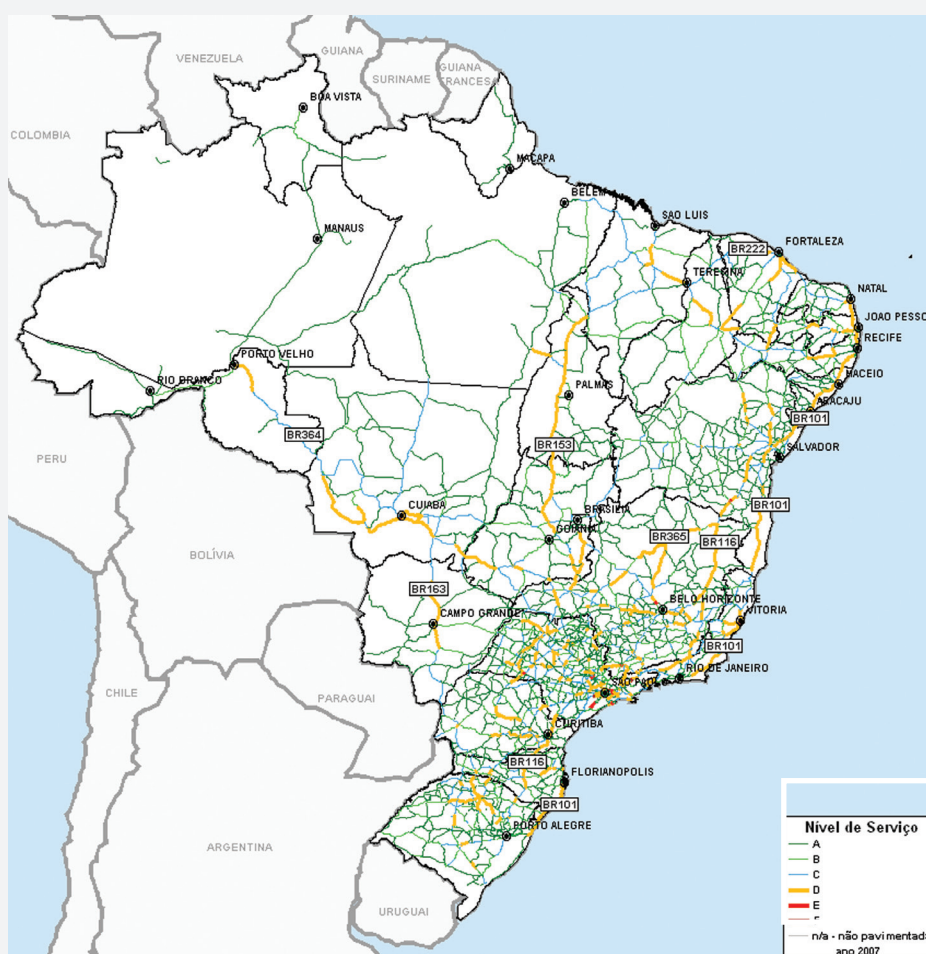 VENEZUELA
GUIANA
SURINAME
GUIANA
FRANCESA
COLOMBIA
BOA VISTA
MACAPA
BELEM
SAO LUIS
MANAUS
BR222
FORTALEZA
TERESINA
NATAL
JOAO PESSO
RECIFE
PORTO VELHO
RIO BRANCO
PALMAS
MACEIO
ARACAJU
BR101
BR364
BR153
SALVADOR
PERU
BR101
CUIABA
BRASILIA
GOIANIA
BR365
BR116
BOLÍVIA
BR163
CAMPO GRANDE
BELO HORIZONTE
VITORIA
BR101
RIO DE JANEIRO
SAO PAULO
CHILE
PARAGUAI
CURITIBA
BR116
FLORIANOPOLIS
BR101
PORTO ALEGRE
ARGENTINA
URUGUAI
Nível de Serviço
A
B
C
D
E
n/a - não pavimentada
ano 2007